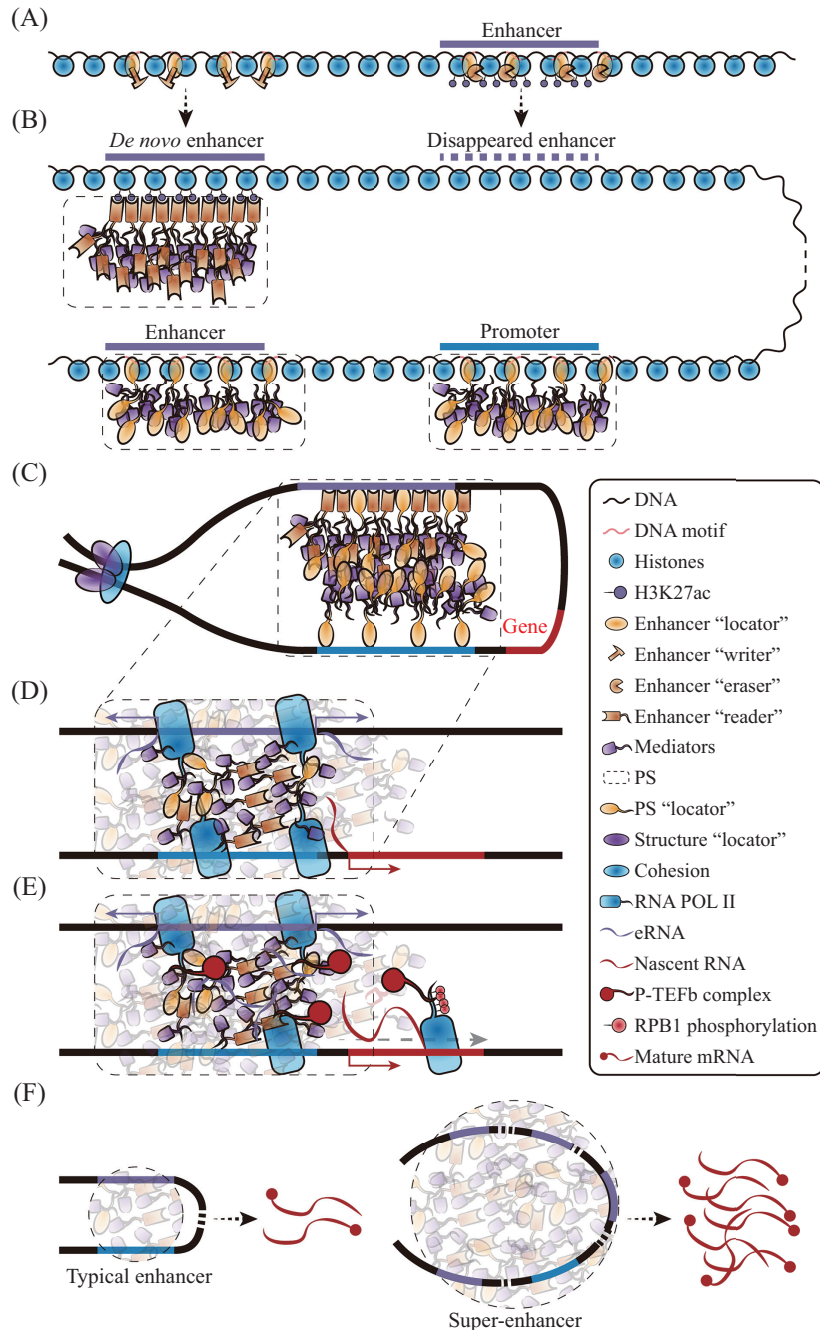 (A)
Enhancer
(B)
De novo enhancer
Disappeared enhancer
Enhancer
Promoter
(C)
Gene
DNA
DNA motif
Histones
H3K27ac
Enhancer “locator”
Enhancer “writer”
Enhancer “eraser”
Enhancer “reader”
Mediators
PS
PS “locator”
Structure “locator”
Cohesion
RNA POL II
eRNA
Nascent RNA
P-TEFb complex
RPB1 phosphorylation
Mature mRNA
(D)
(E)
(F)
Typical enhancer
Super-enhancer